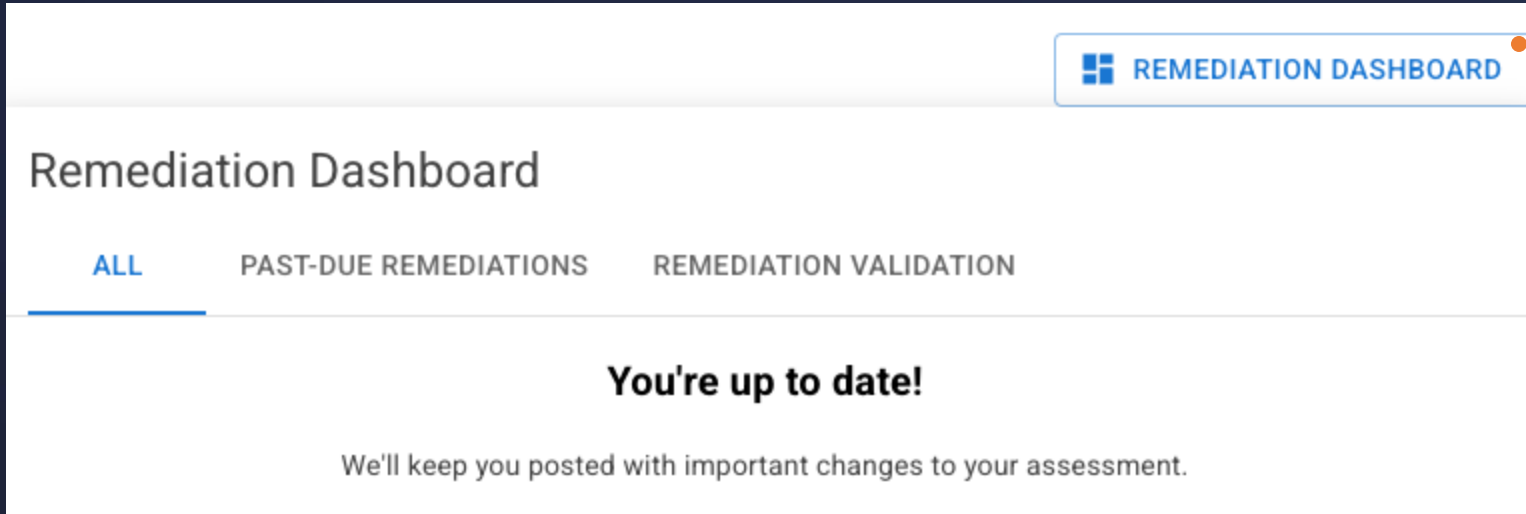 REMEDIATION DASHBOARD
Remediation Dashboard
ALL PAST-DUE REMEDIATIONS REMEDIATION VALIDATION
You're up to date!
We'll keep you posted with important changes to your assessment.